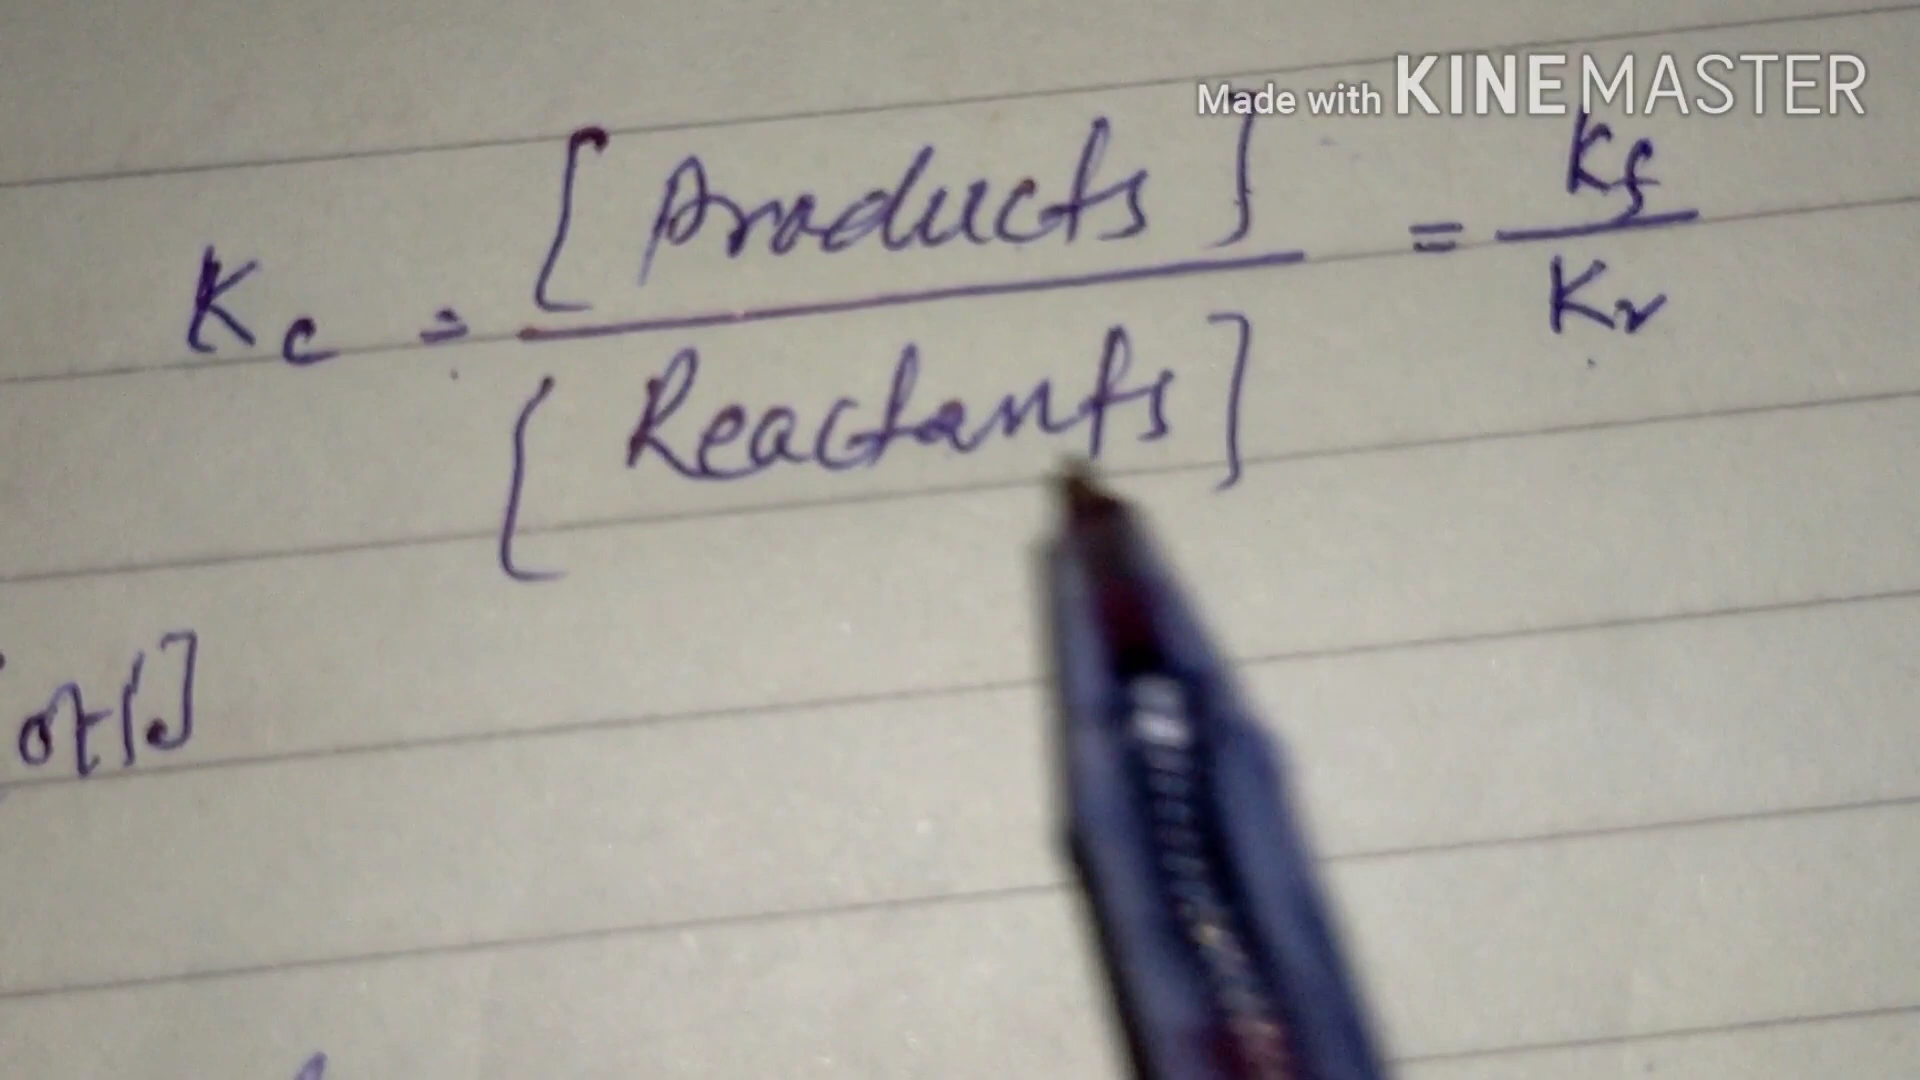 Made with KINEMASTER
Kc = [Products] / [Reactants] = Kf / Kr